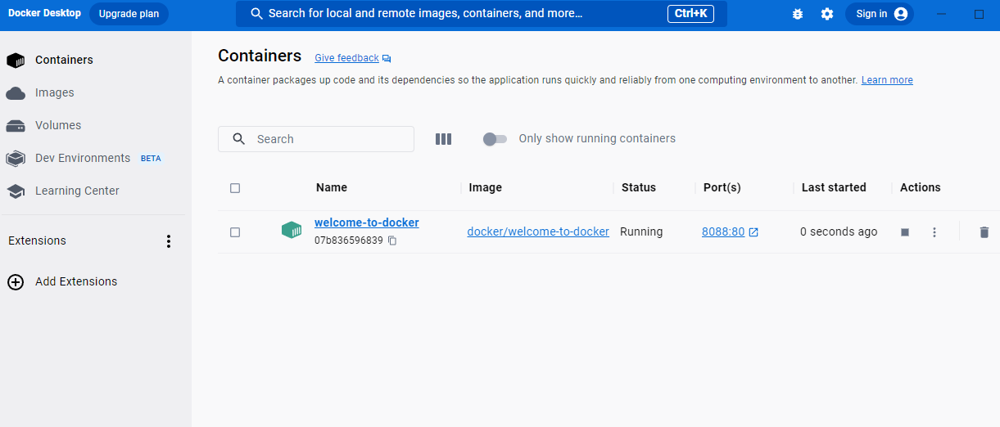 Docker Desktop Upgrade plan Search for local and remote images, containers, and more... Ctrl+K Sign in
Containers
Images
Volumes
Dev Environments BETA
Learning Center
Extensions
Add Extensions
Containers Give feedback
A container packages up code and its dependencies so the application runs quickly and reliably from one computing environment to another. Learn more
Search Only show running containers
Name Image Status Port(s) Last started Actions
welcome-to-docker
07b836596839
docker/welcome-to-docker Running 8088:80 0 seconds ago